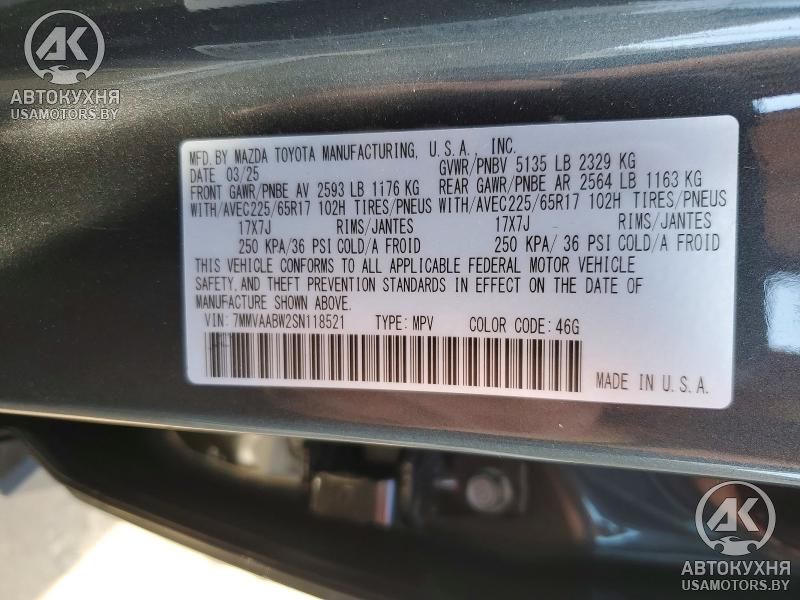 AK
АВТОКУХНЯ
USAMOTORS.BY
MFD. BY MAZDA TOYOTA MANUFACTURING, U.S.A., INC.
DATE 03/25 GVWR/PNBV 5135 LB 2329 KG
FRONT GAWR/PNBE AV 2593 LB 1176 KG REAR GAWR/PNBE AR 2564 LB 1163 KG
WITH/AVEC225/65R17 102H TIRES/PNEUS WITH/AVEC225/65R17 102H TIRES/PNEUS
17X7J RIMS/JANTES 17X7J RIMS/JANTES
250 KPA/36 PSI COLD/A FROID 250 KPA/ 36 PSI COLD/A FROID
THIS VEHICLE CONFORMS TO ALL APPLICABLE FEDERAL MOTOR VEHICLE
SAFETY, AND THEFT PREVENTION STANDARDS IN EFFECT ON THE DATE OF
MANUFACTURE SHOWN ABOVE.
VIN: 7MMVAABW2SN118521 TYPE: MPV COLOR CODE: 46G
MADE IN U.S.A.
AK
АВТОКУХНЯ
USAMOTORS.BY